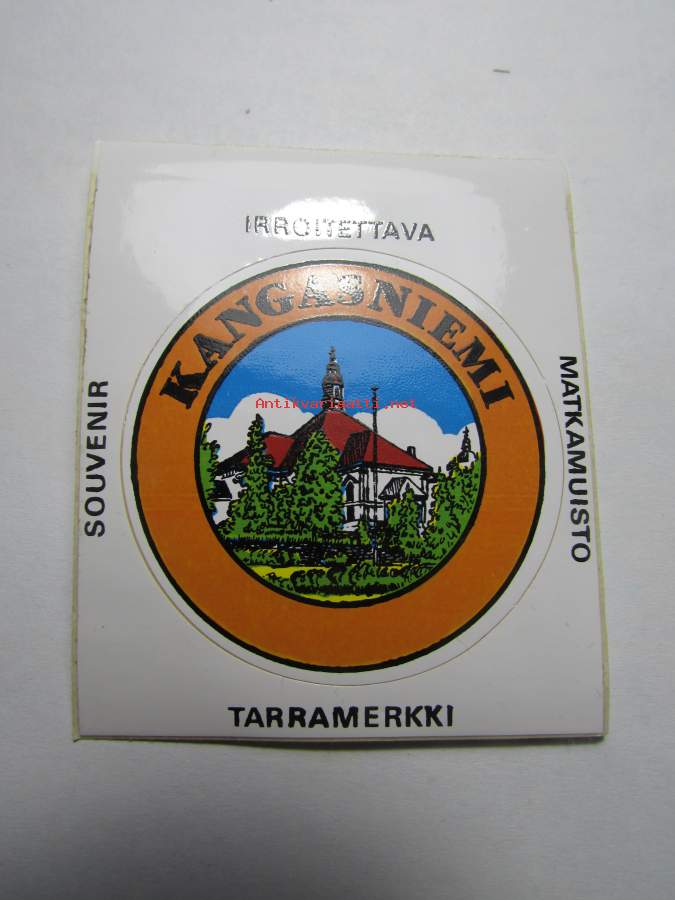 IRROITETTAVA
KANGASNIEMI
Antikvariaatti.net
SOUVENIR
MATKAMUISTO
TARRAMERKKI